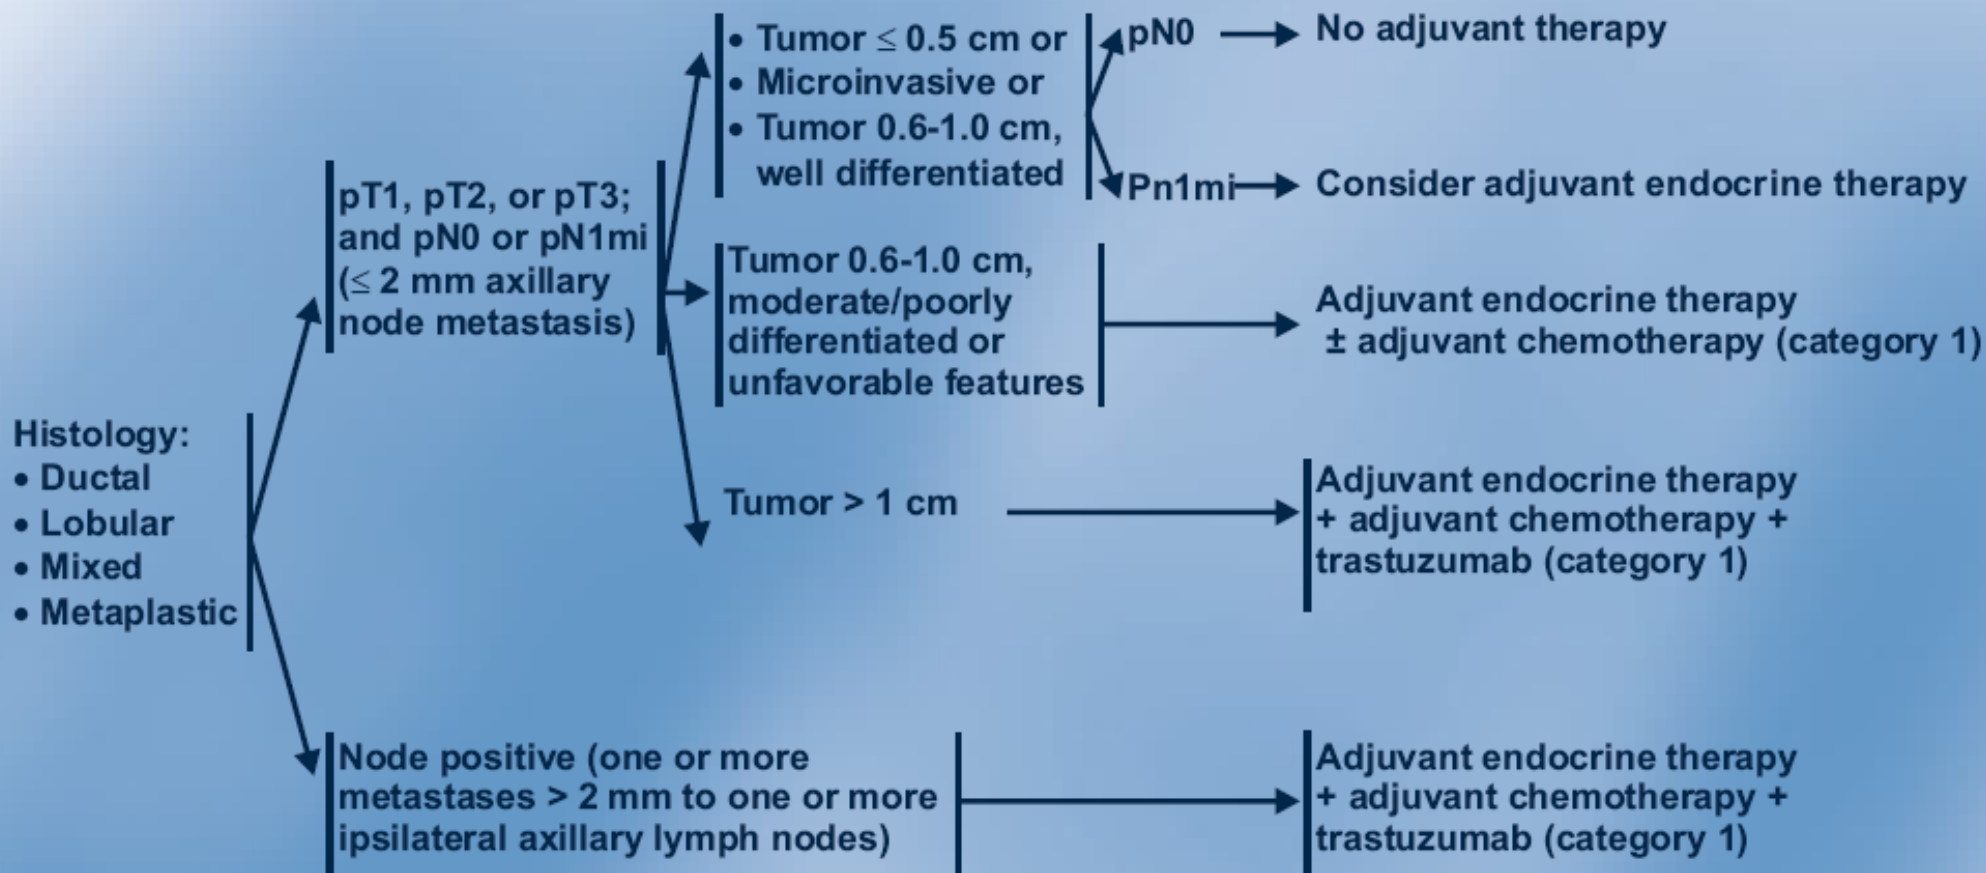 Histology:
• Ductal
• Lobular
• Mixed
• Metaplastic
pT1, pT2, or pT3;
and pN0 or pN1mi
(≤ 2 mm axillary
node metastasis)
• Tumor ≤ 0.5 cm or
• Microinvasive or
• Tumor 0.6-1.0 cm,
well differentiated
pN0
No adjuvant therapy
Pn1mi
Consider adjuvant endocrine therapy
Tumor 0.6-1.0 cm,
moderate/poorly
differentiated or
unfavorable features
Adjuvant endocrine therapy
± adjuvant chemotherapy (category 1)
Tumor > 1 cm
Adjuvant endocrine therapy
+ adjuvant chemotherapy +
trastuzumab (category 1)
Node positive (one or more
metastases > 2 mm to one or more
ipsilateral axillary lymph nodes)
Adjuvant endocrine therapy
+ adjuvant chemotherapy +
trastuzumab (category 1)